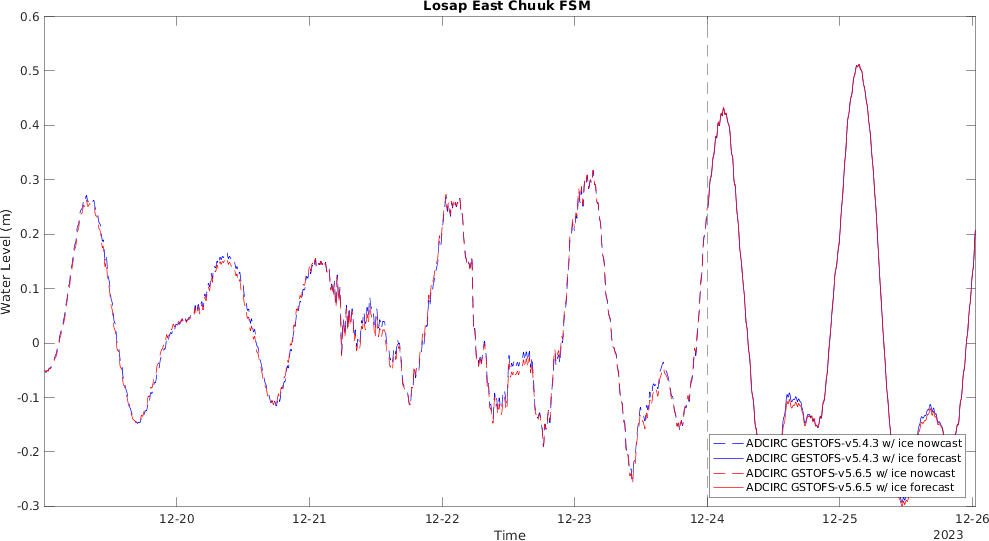 Losap East Chuuk FSM
0.6
0.5
0.4
0.3
0.2
0.1
0
-0.1
-0.2
-0.3
Water Level (m)
ADCIRC GESTOFS-v5.4.3 w/ ice nowcast
ADCIRC GESTOFS-v5.4.3 w/ ice forecast
ADCIRC GSTOFS-v5.6.5 w/ ice nowcast
ADCIRC GSTOFS-v5.6.5 w/ ice forecast
12-20 12-21 12-22 12-23 12-24 12-25 12-26
Time
2023